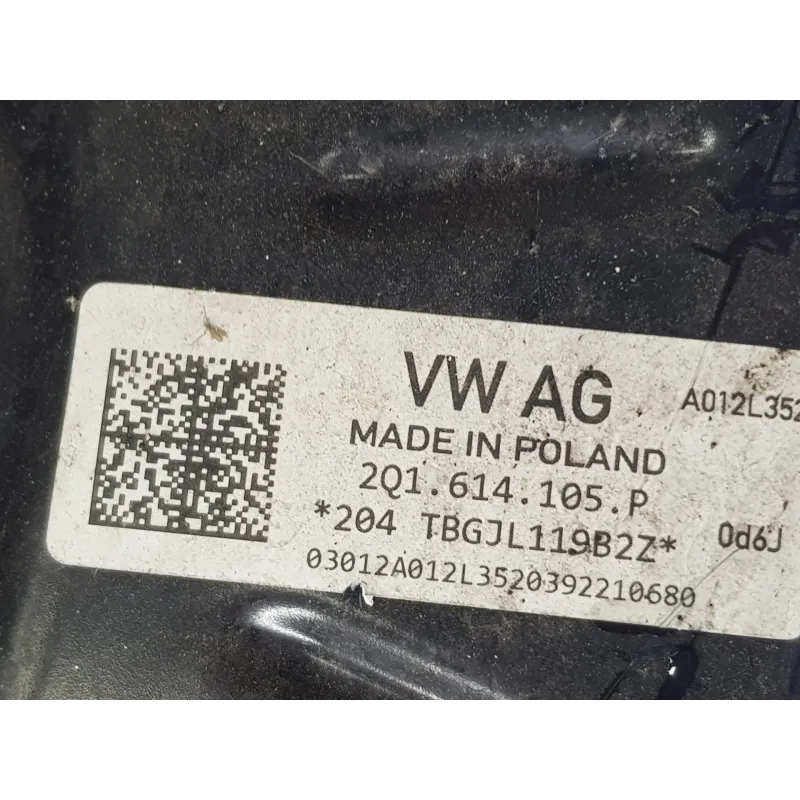 VW AG
A012L352
MADE IN POLAND
2Q1.614.105.P
*204 TBGJL119B2Z*
0d6J
03012A012L3520392210680